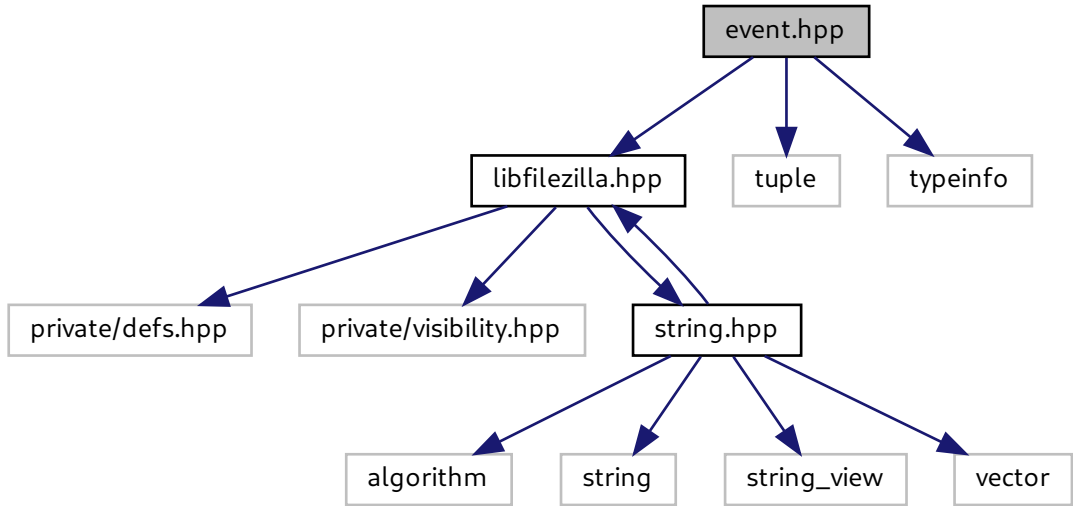 event.hpp
libfilezilla.hpp
tuple
typeinfo
private/defs.hpp
private/visibility.hpp
string.hpp
algorithm
string
string_view
vector